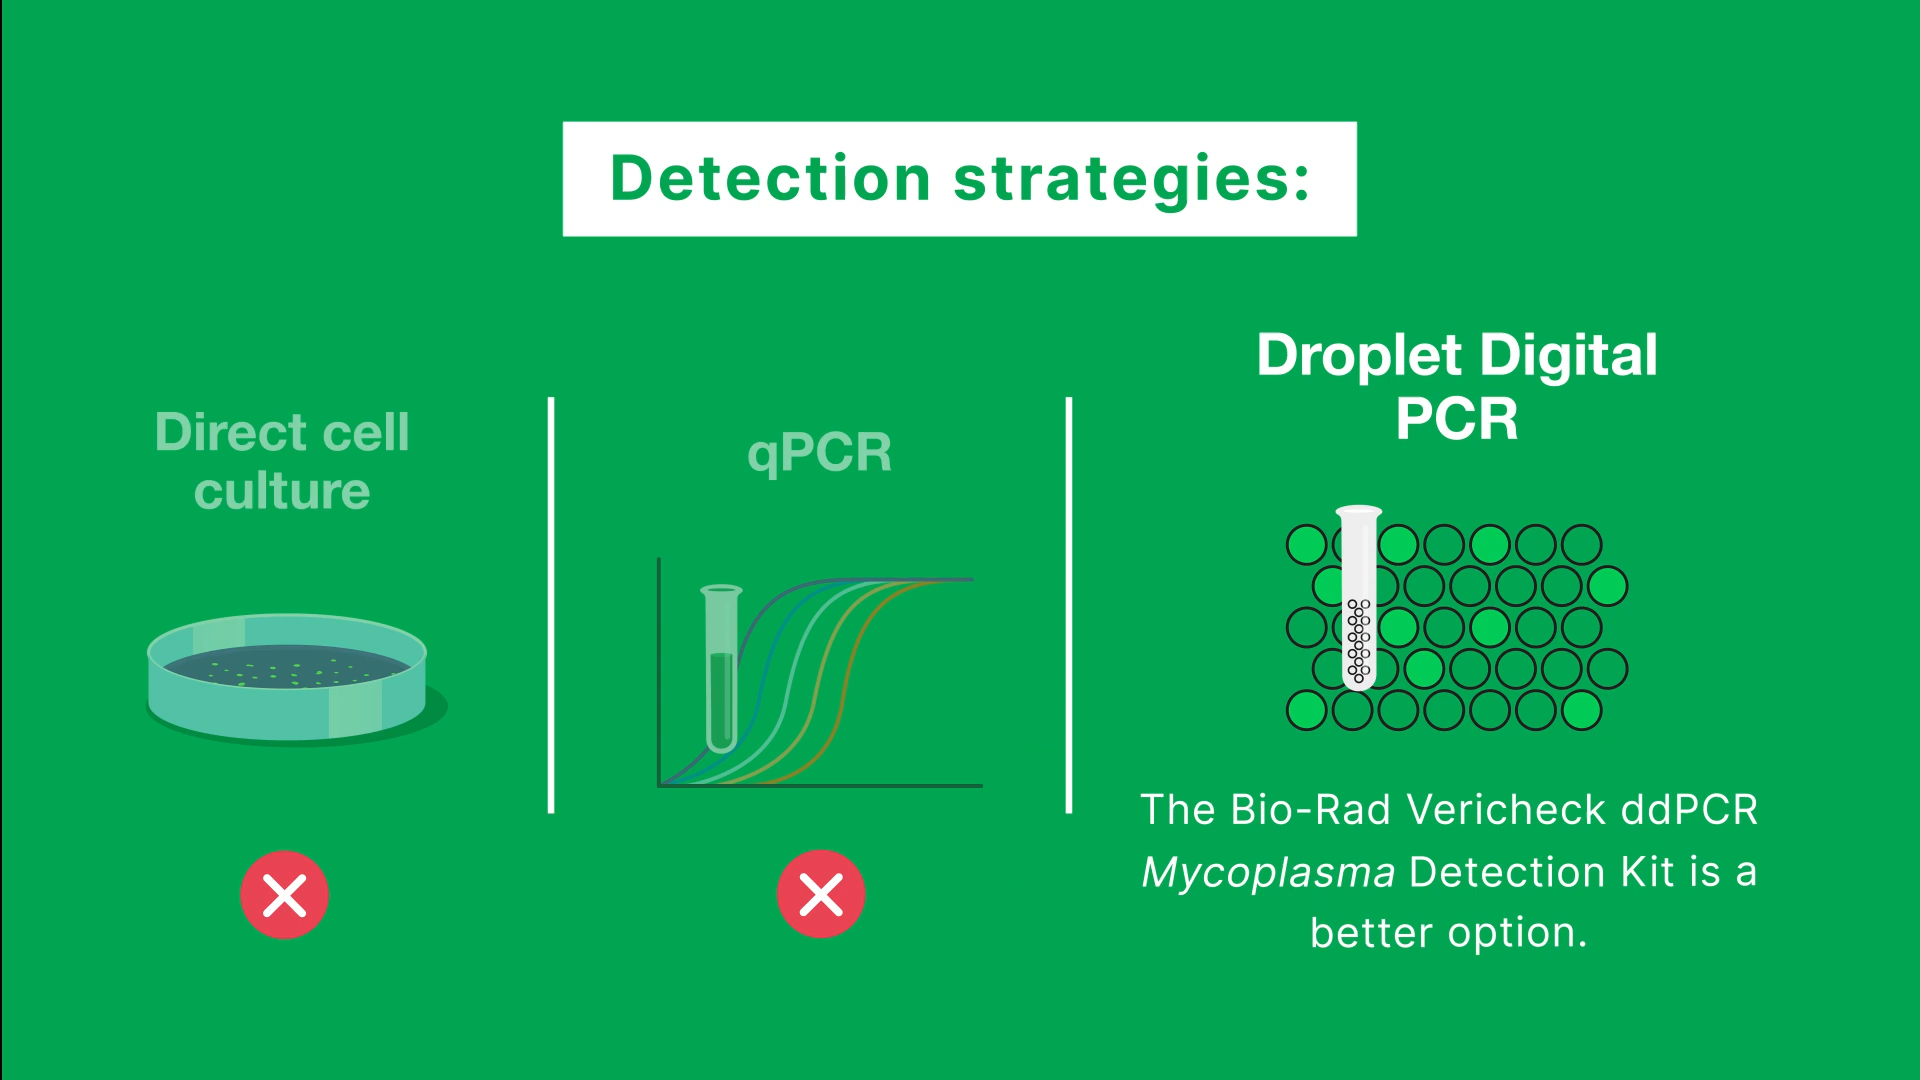 Detection strategies:
Direct cell
culture
qPCR
Droplet Digital
PCR
The Bio-Rad Vericheck ddPCR
Mycoplasma Detection Kit is a
better option.